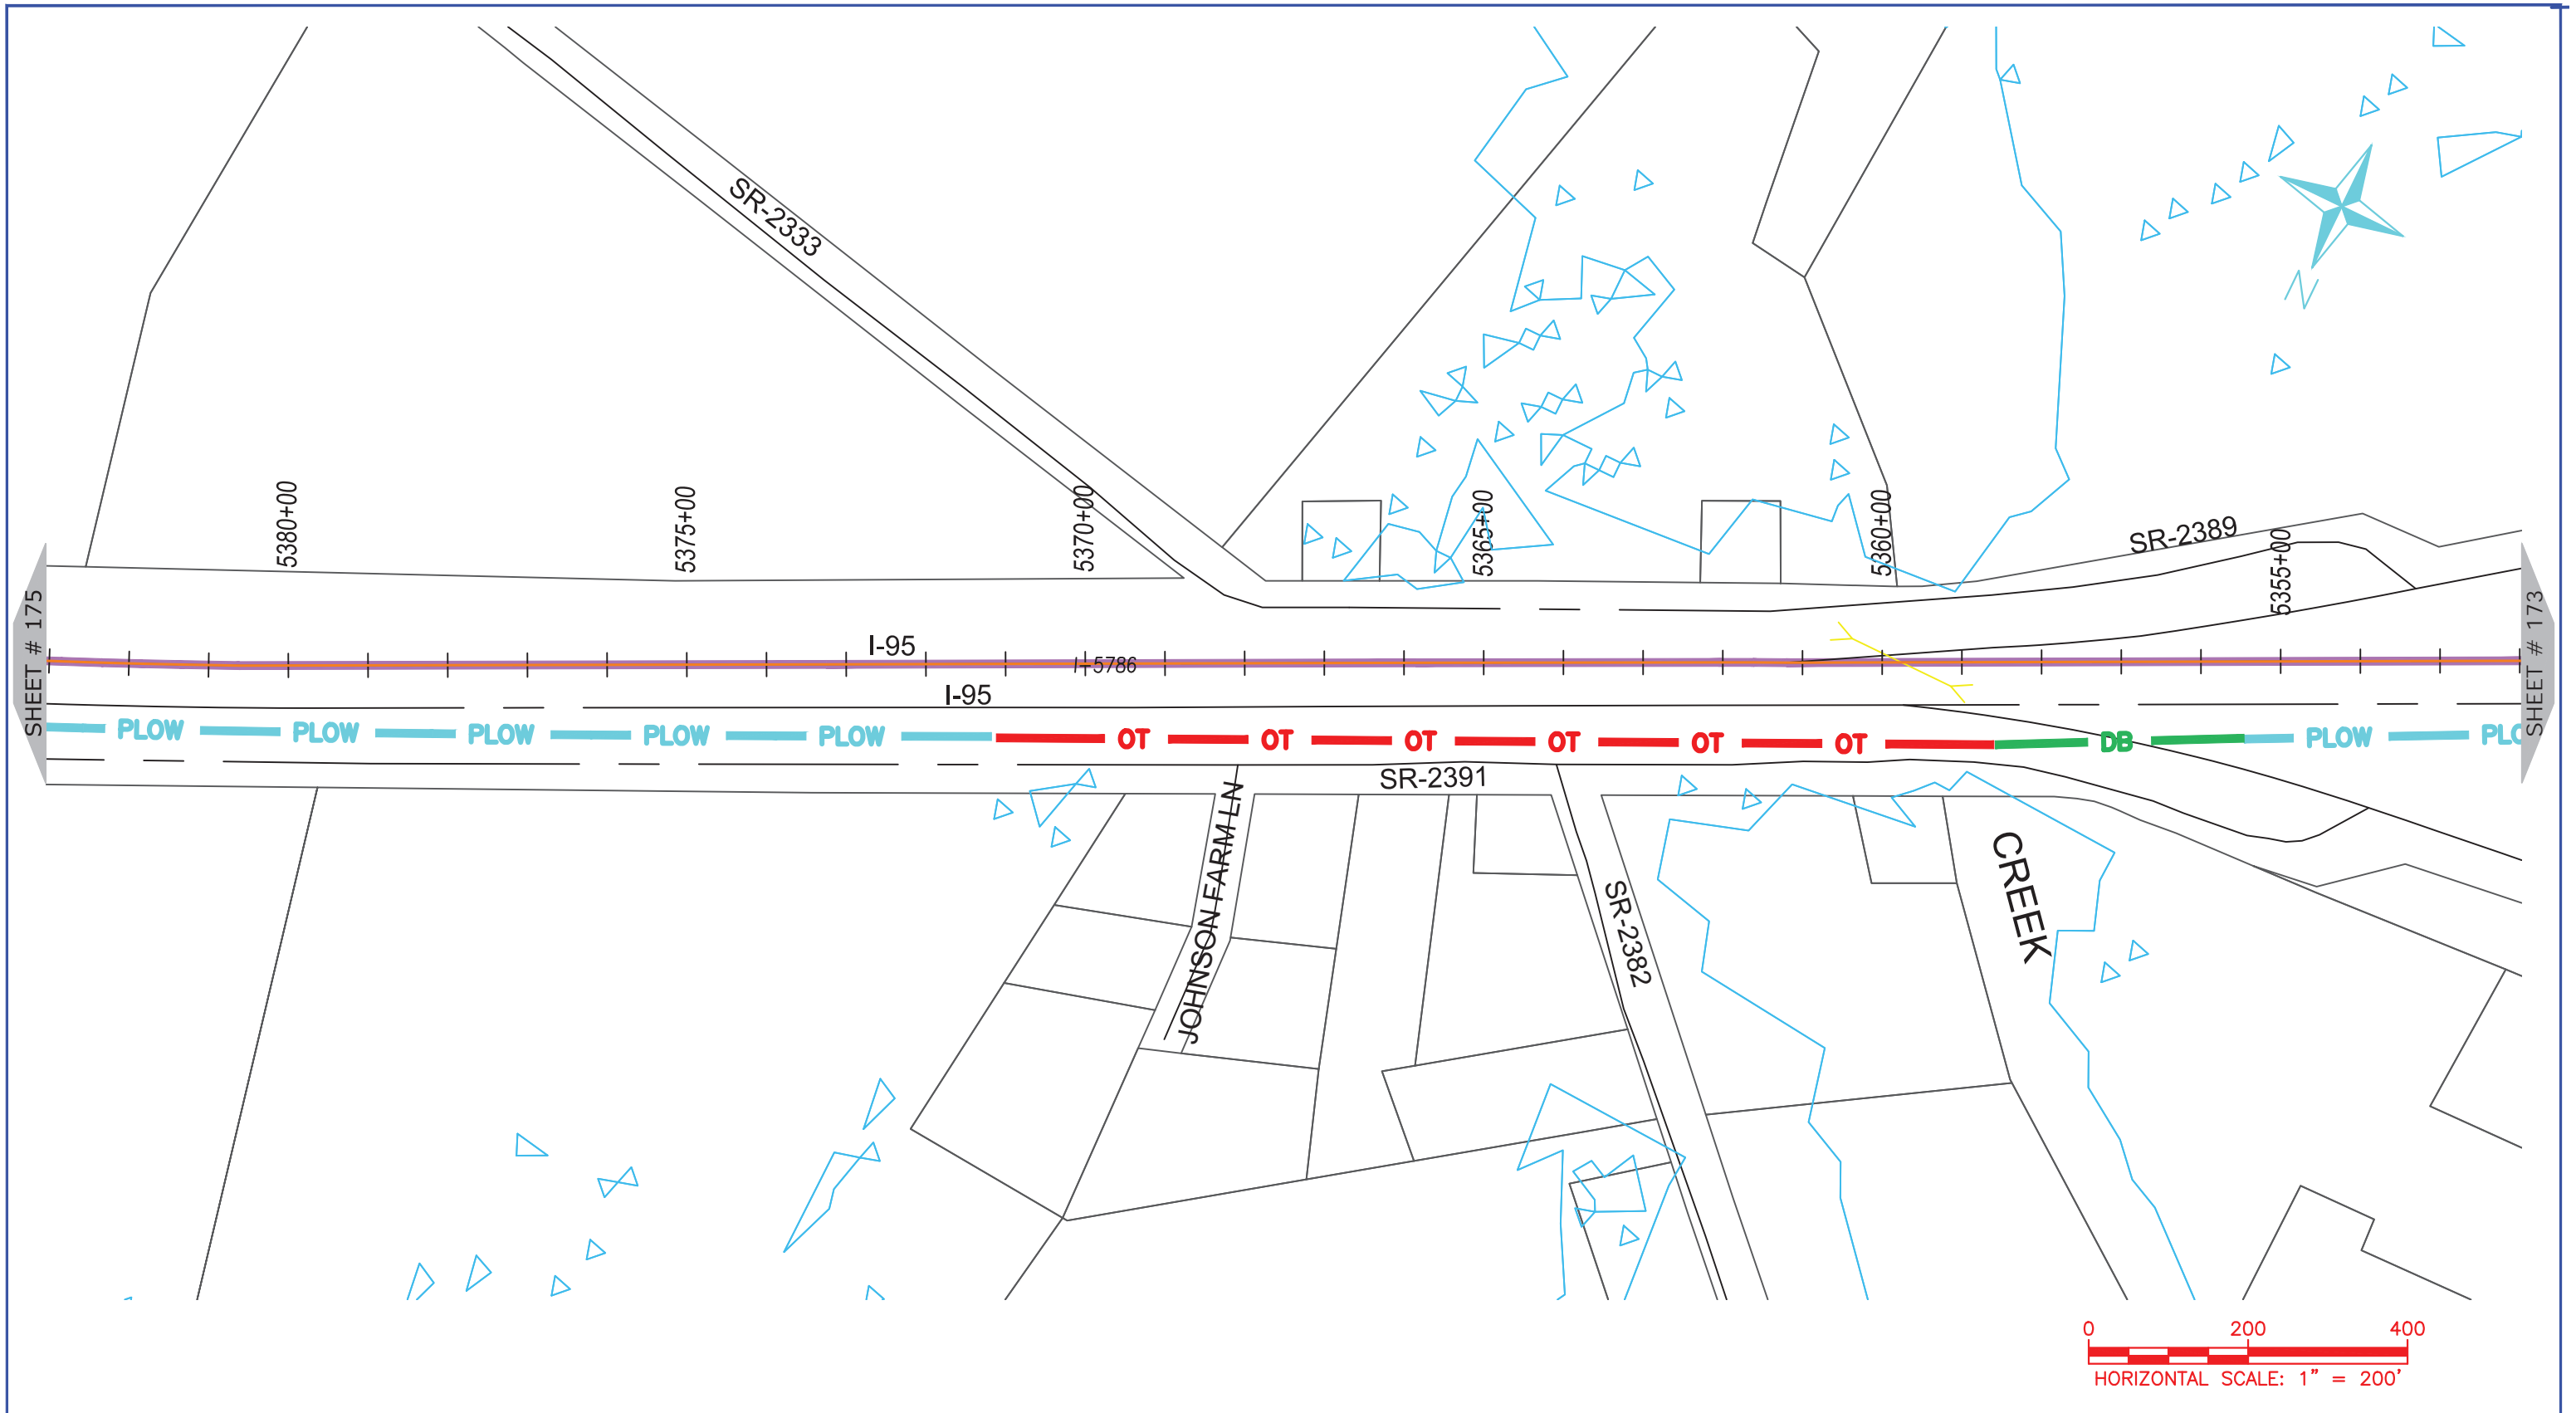 SR-2333
N
5380+00
5375+00
5370+00
5365+00
5360+00
SR-2389
5355+00
SHEET # 175
SHEET # 173
I-95
I-5786
I-95
PLOW PLOW PLOW PLOW PLOW OT OT OT OT OT OT DB PLOW PLO
SR-2391
JOHNSON FARM LN
SR-2382
CREEK
0 200 400
HORIZONTAL SCALE: 1" = 200'